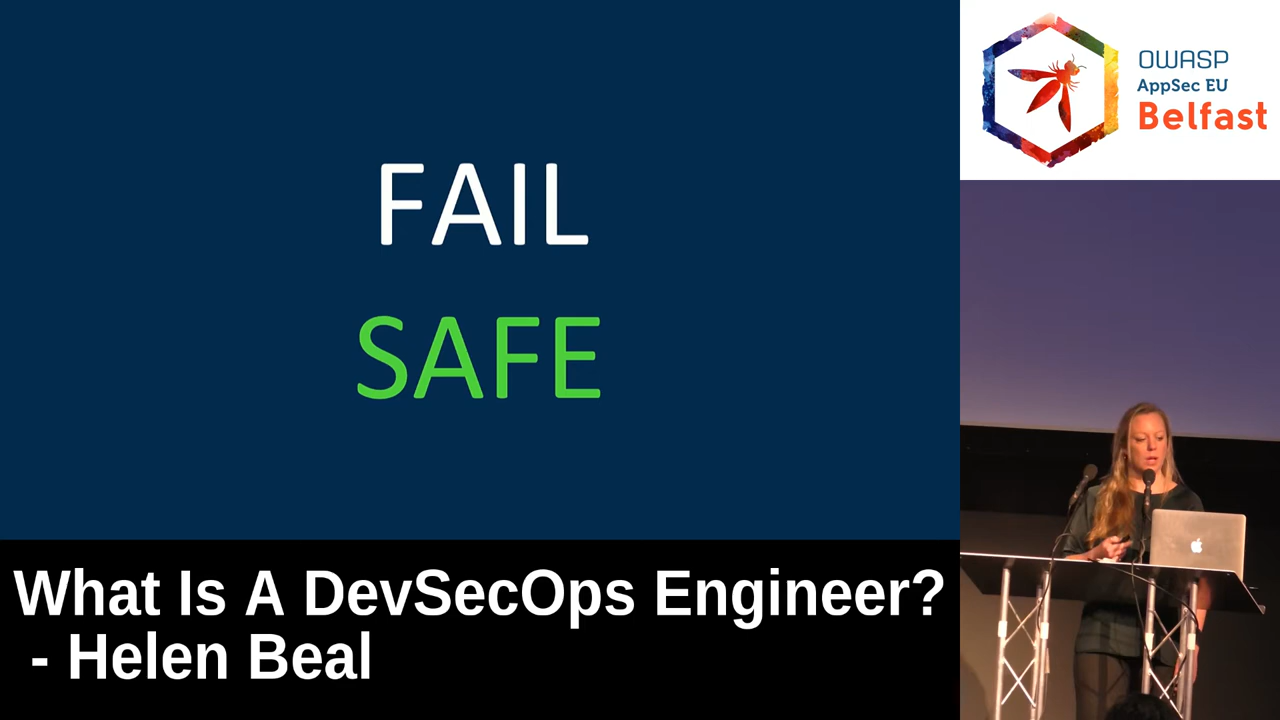 FAIL
SAFE
OWASP
AppSec EU
Belfast
What Is A DevSecOps Engineer?
- Helen Beal